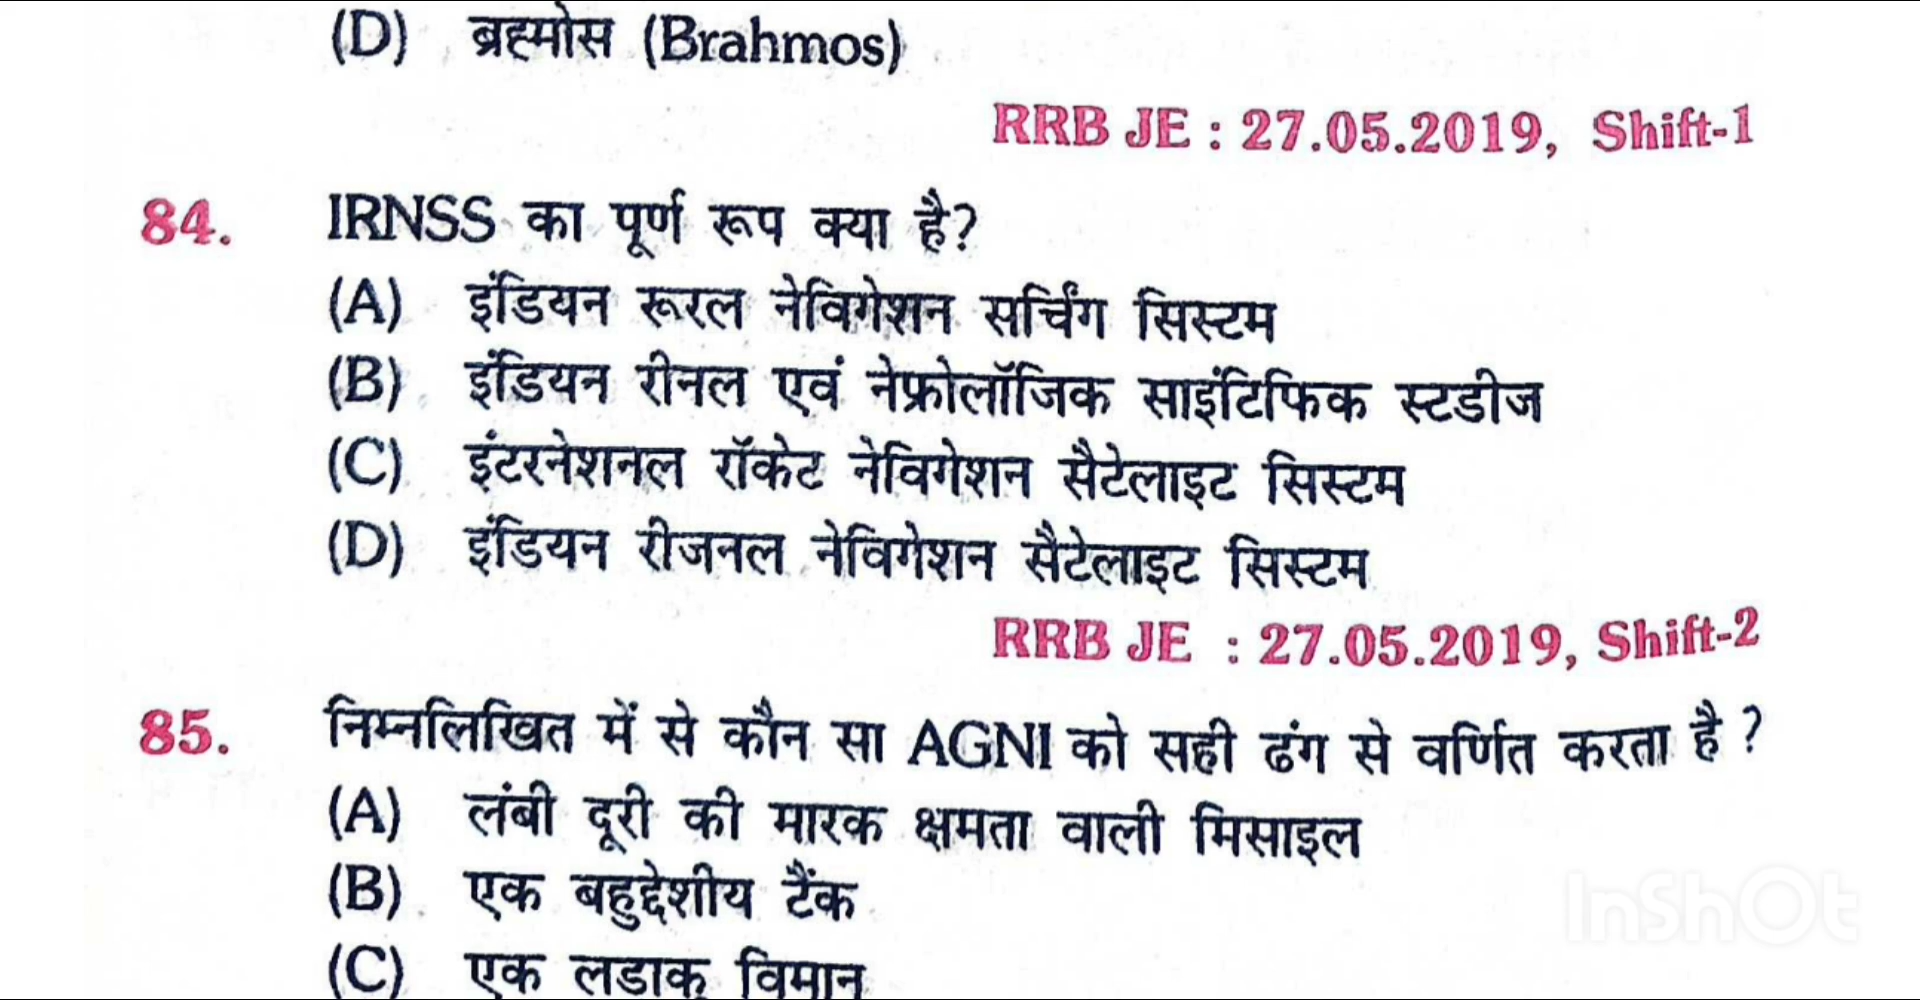 (D) ब्रह्मोस (Brahmos)
RRB JE : 27.05.2019, Shift-1
84. IRNSS का पूर्ण रूप क्या है?
(A) इंडियन रूरल नेविगेशन सर्चिंग सिस्टम
(B) इंडियन रीनल एवं नेफ्रोलॉजिक साइंटिफिक स्टडीज
(C) इंटरनेशनल रॉकेट नेविगेशन सैटेलाइट सिस्टम
(D) इंडियन रीजनल नेविगेशन सैटेलाइट सिस्टम
RRB JE : 27.05.2019, Shift-2
85. निम्नलिखित में से कौन सा AGNI को सही ढंग से वर्णित करता है ?
(A) लंबी दूरी की मारक क्षमता वाली मिसाइल
(B) एक बहुद्देशीय टैंक
(C) एक लडाकू विमान
InShOt